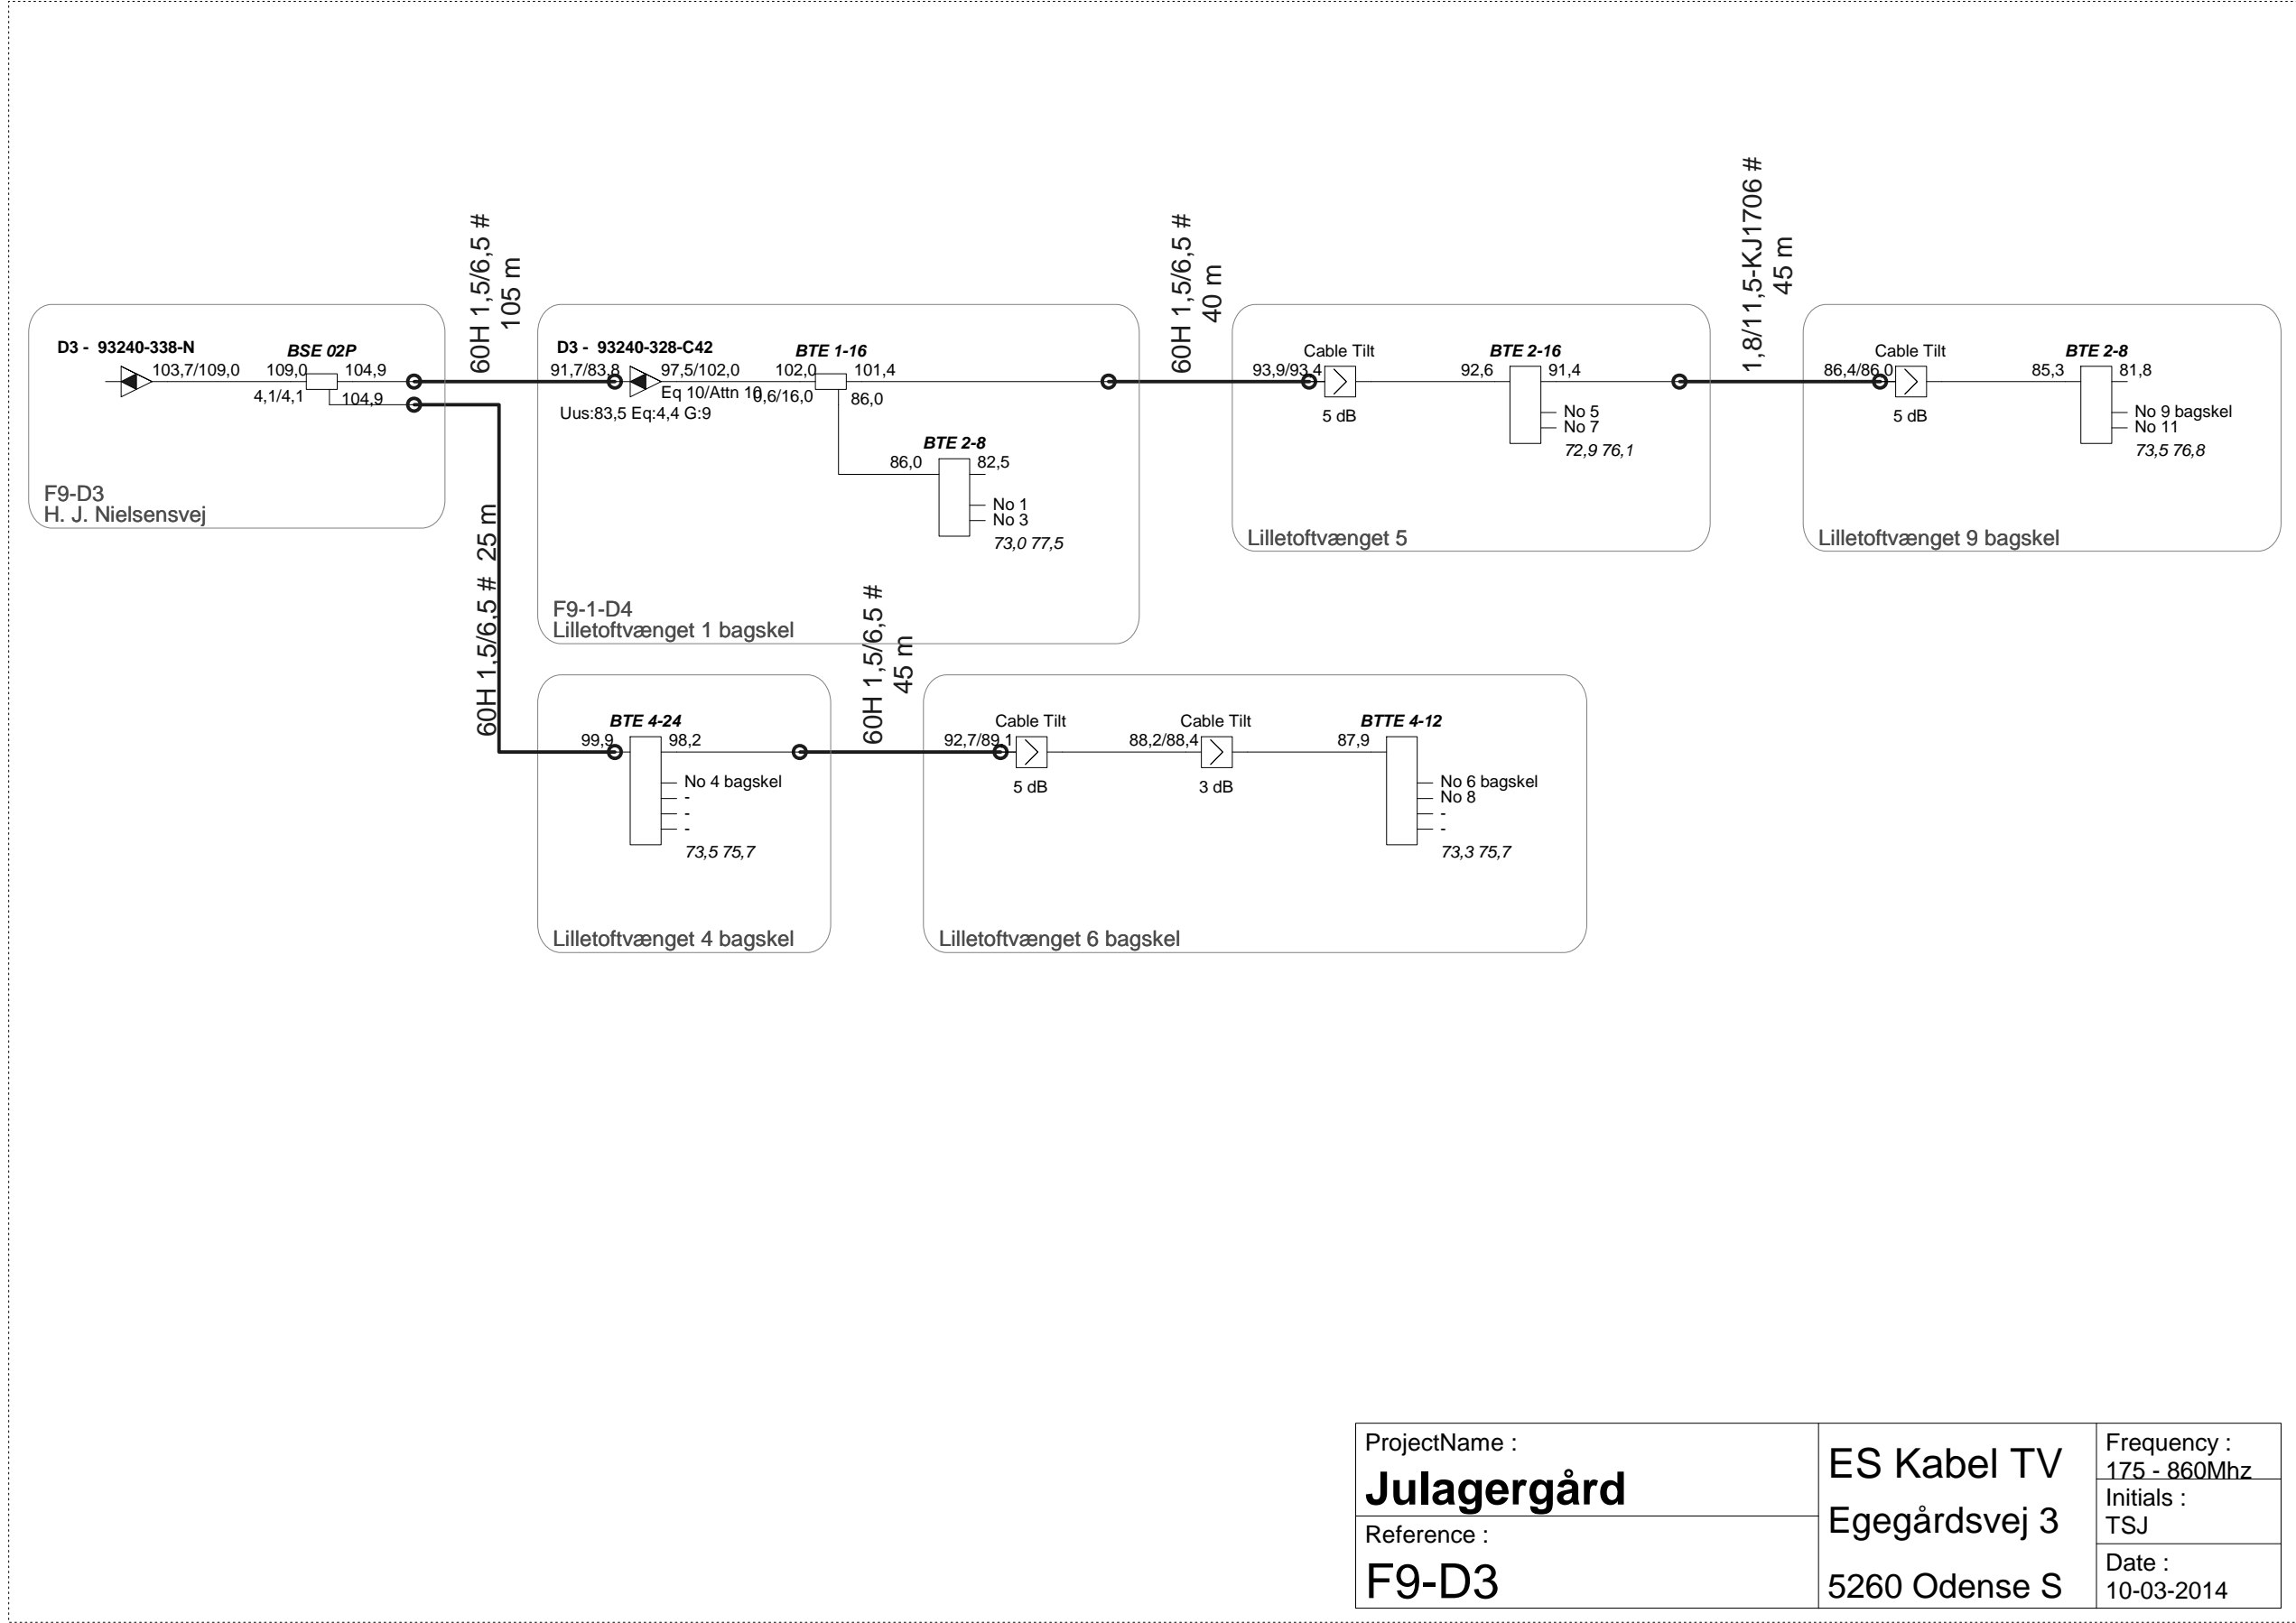 60H 1,5/6,5 #
105 m
60H 1,5/6,5 #
40 m
1,8/11,5-KJ1706 #
45 m
D3 -  93240-338-N
BSE 02P
103,7/109,0
109,0
104,9
4,1/4,1
104,9
F9-D3
H. J. Nielsensvej
D3 -  93240-328-C42
BTE 1-16
91,7/83,8
97,5/102,0
102,0
101,4
Eq 10/Attn 10
0,6/16,0
86,0
Uus:83,5 Eq:4,4 G:9
BTE 2-8
86,0
82,5
No 1
No 3
73,0 77,5
F9-1-D4
Lilletoftvænget 1 bagskel
Cable Tilt
BTE 2-16
93,9/93,4
92,6
91,4
5 dB
No 5
No 7
72,9 76,1
Lilletoftvænget 5
Cable Tilt
BTE 2-8
86,4/86,0
85,3
81,8
5 dB
No 9 bagskel
No 11
73,5 76,8
Lilletoftvænget 9 bagskel
60H 1,5/6,5 #  25 m
60H 1,5/6,5 #
45 m
BTE 4-24
99,9
98,2
No 4 bagskel
-
-
-
73,5 75,7
Lilletoftvænget 4 bagskel
Cable Tilt
Cable Tilt
BTTE 4-12
92,7/89,1
88,2/88,4
87,9
5 dB
3 dB
No 6 bagskel
No 8
-
-
73,3 75,7
Lilletoftvænget 6 bagskel
ProjectName :
Julagergård
Reference :
F9-D3
ES Kabel TV
Egegårdsvej 3
5260 Odense S
Frequency :
175 - 860Mhz
Initials :
TSJ
Date :
10-03-2014